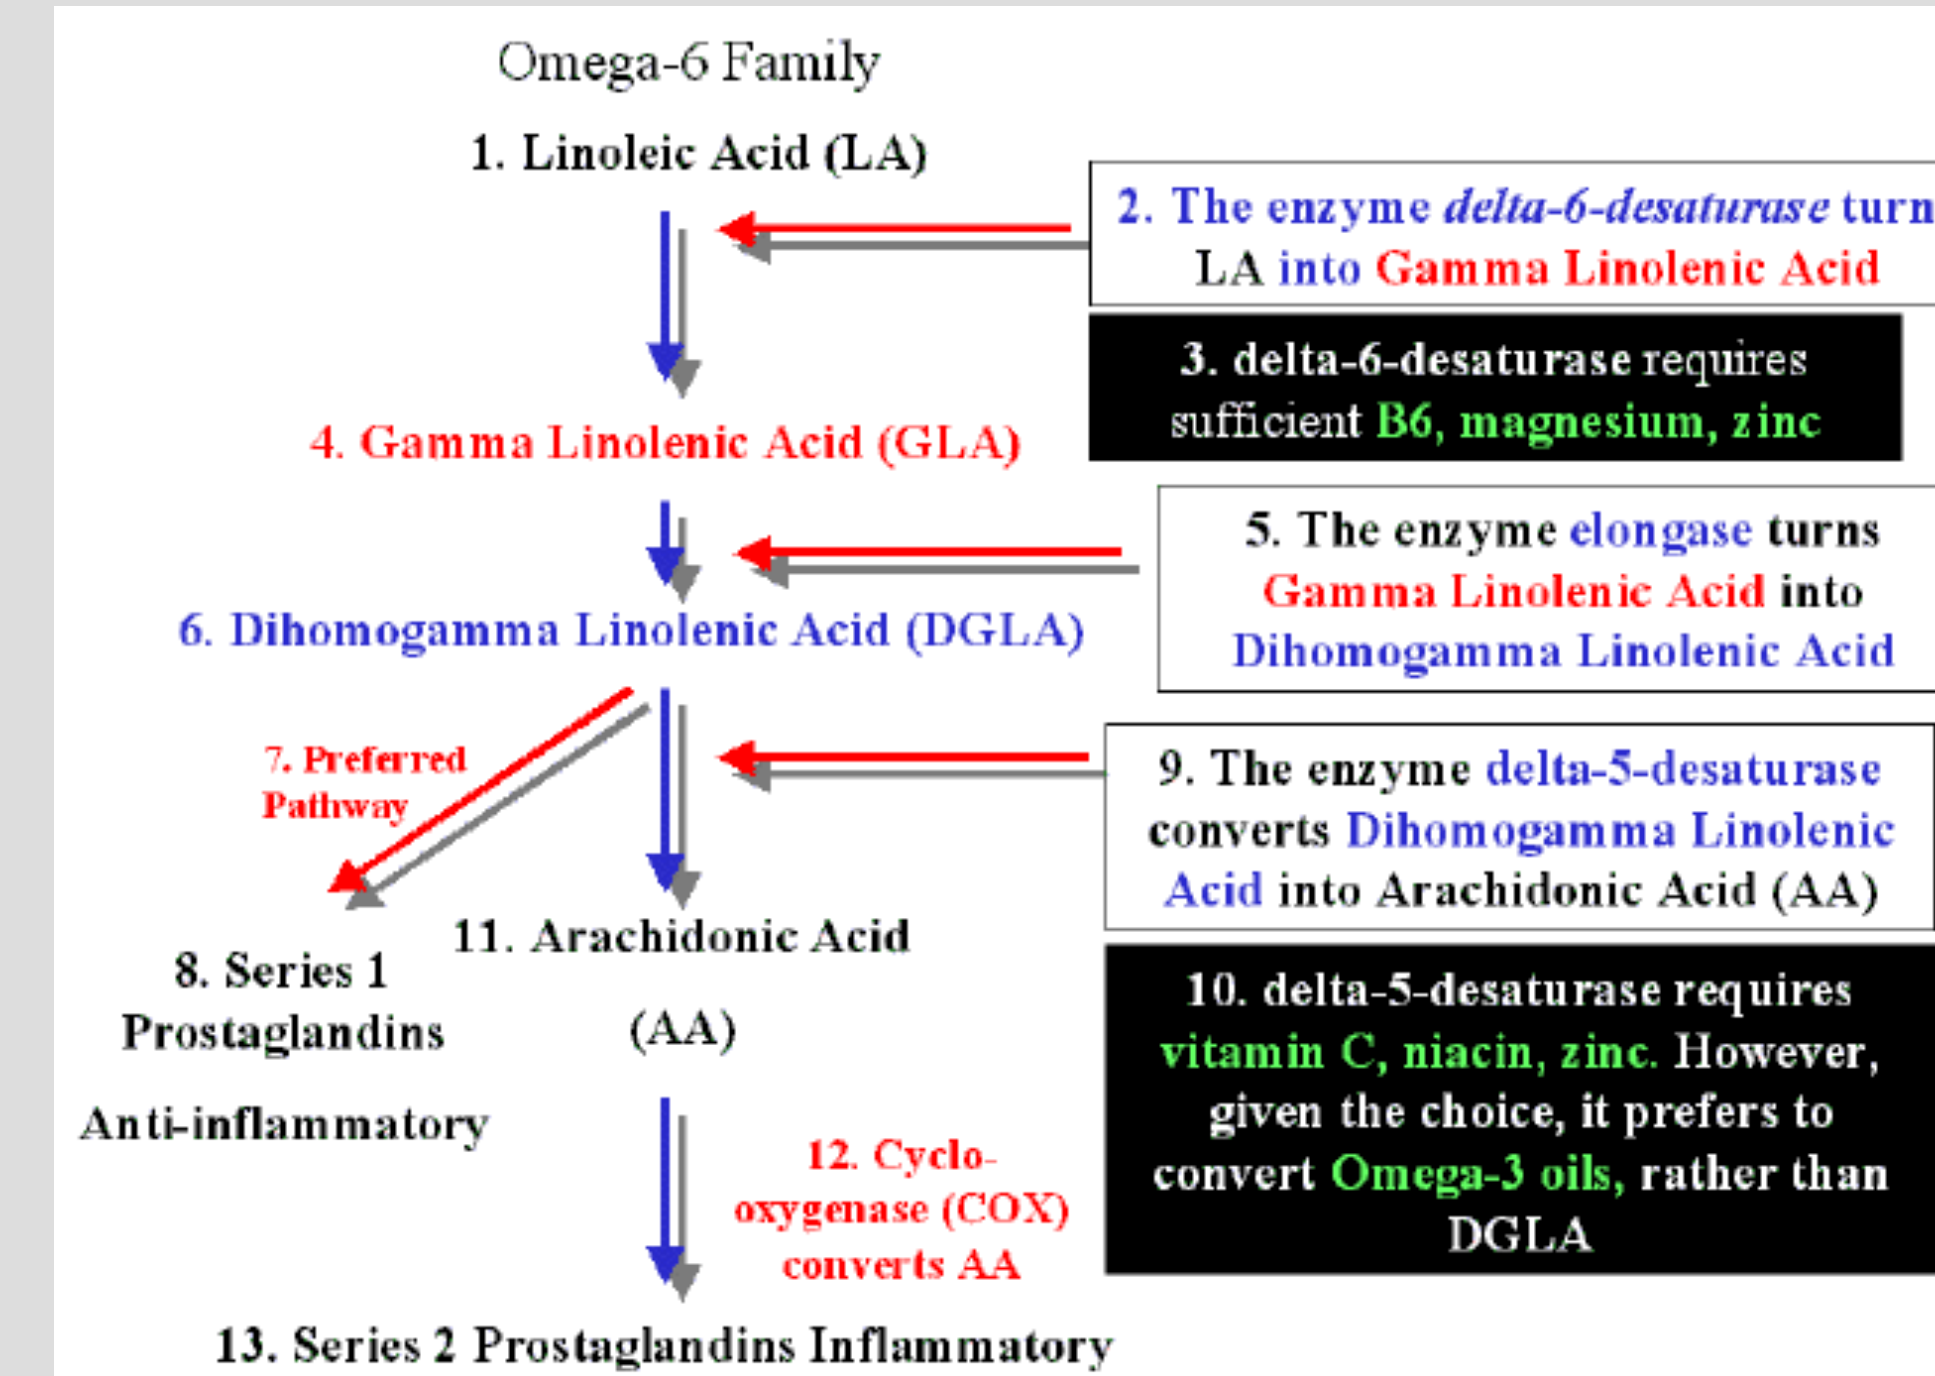 Omega-6 Family
1. Linoleic Acid (LA)
2. The enzyme delta-6-desaturase turn
LA into Gamma Linolenic Acid
3. delta-6-desaturase requires
sufficient B6, magnesium, zinc
4. Gamma Linolenic Acid (GLA)
5. The enzyme elongase turns
Gamma Linolenic Acid into
Dihomogamma Linolenic Acid
6. Dihomogamma Linolenic Acid (DGLA)
7. Preferred
Pathway
8. Series 1
Prostaglandins
Anti-inflammatory
9. The enzyme delta-5-desaturase
converts Dihomogamma Linolenic
Acid into Arachidonic Acid (AA)
10. delta-5-desaturase requires
vitamin C, niacin, zinc. However,
given the choice, it prefers to
convert Omega-3 oils, rather than
DGLA
11. Arachidonic Acid
(AA)
12. Cyclo-
oxygenase (COX)
converts AA
13. Series 2 Prostaglandins Inflammatory